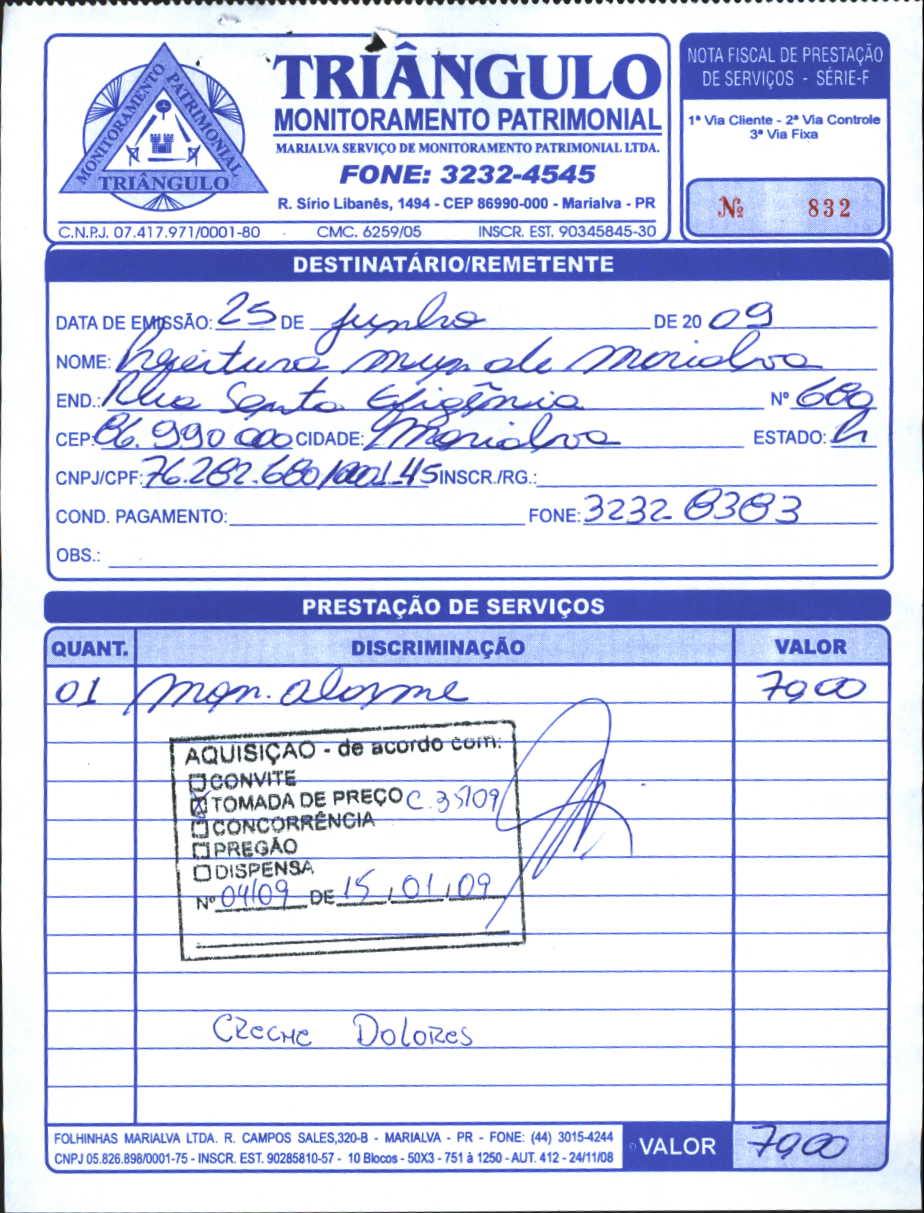 MONITORAMENTO PATRIMONIAL
TRIÂNGULO
TRIÂNGULO
MONITORAMENTO PATRIMONIAL
MARIALVA SERVIÇO DE MONITORAMENTO PATRIMONIAL LTDA.
FONE: 3232-4545
R. Sírio Libanês, 1494 - CEP 86990-000 - Marialva - PR
C.N.P.J. 07.417.971/0001-80 CMC. 6259/05 INSCR. EST. 90345845-30
NOTA FISCAL DE PRESTAÇÃO
DE SERVIÇOS - SÉRIE-F
1ª Via Cliente - 2ª Via Controle
3ª Via Fixa
Nº 832
DESTINATÁRIO/REMETENTE
DATA DE EMISSÃO: 25 DE junho DE 20 09
NOME: Prefeitura Mun de Marialva
END.: Rua Santa Efigênia Nº 680
CEP: 86.990 000 CIDADE: Marialva ESTADO: Pr
CNPJ/CPF: 76.282.680/0001-45 INSCR./RG.:
COND. PAGAMENTO: FONE: 3232-8383
OBS.:
PRESTAÇÃO DE SERVIÇOS
QUANT. DISCRIMINAÇÃO VALOR
01 Mon. alarme 79,00
AQUISIÇÃO - de acordo com:
CONVITE
TOMADA DE PREÇO C. 35/09
CONCORRÊNCIA
PREGÃO
DISPENSA
Nº 04/09 DE 15/01/09
CRECHE DOLORES
FOLHINHAS MARIALVA LTDA. R. CAMPOS SALES,320-B - MARIALVA - PR - FONE: (44) 3015-4244
CNPJ 05.826.898/0001-75 - INSCR. EST. 90285810-57 - 10 Blocos - 50X3 - 751 à 1250 - AUT. 412 - 24/11/08
VALOR 79,00